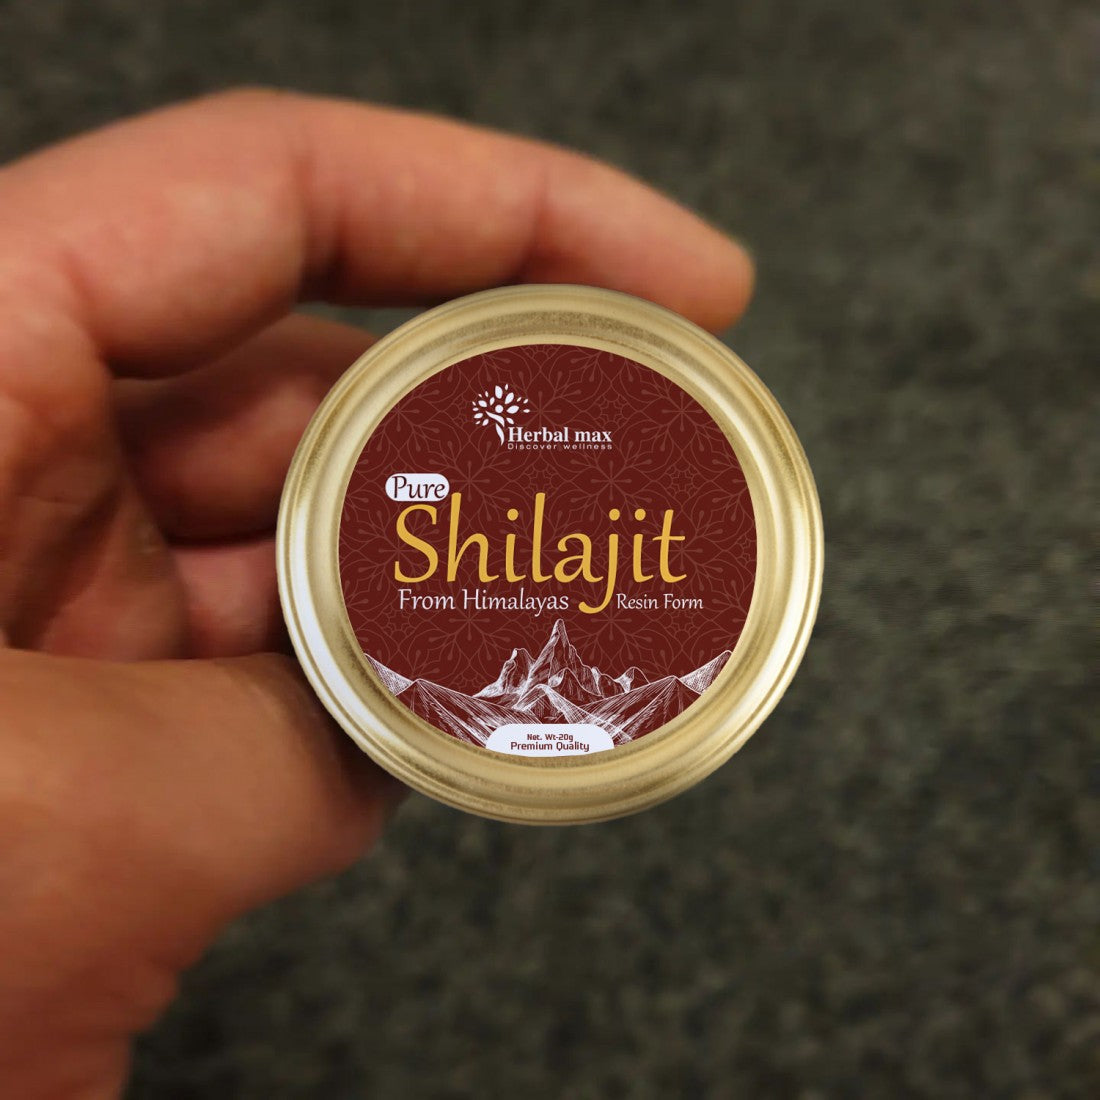 Herbal max
Discover wellness
Pure
Shilajit
From Himalayas Resin Form
Net. Wt-20g
Premium Quality